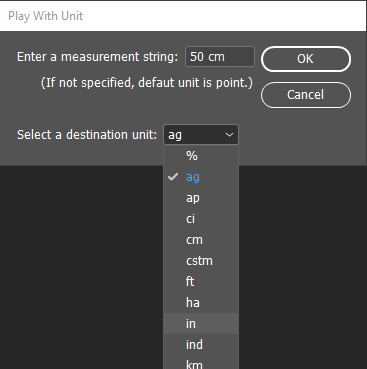 Play With Unit
Enter a measurement string: 50 cm OK
(If not specified, defaut unit is point.) Cancel
Select a destination unit: ag
%
ag
ap
ci
cm
cstm
ft
ha
in
ind
km